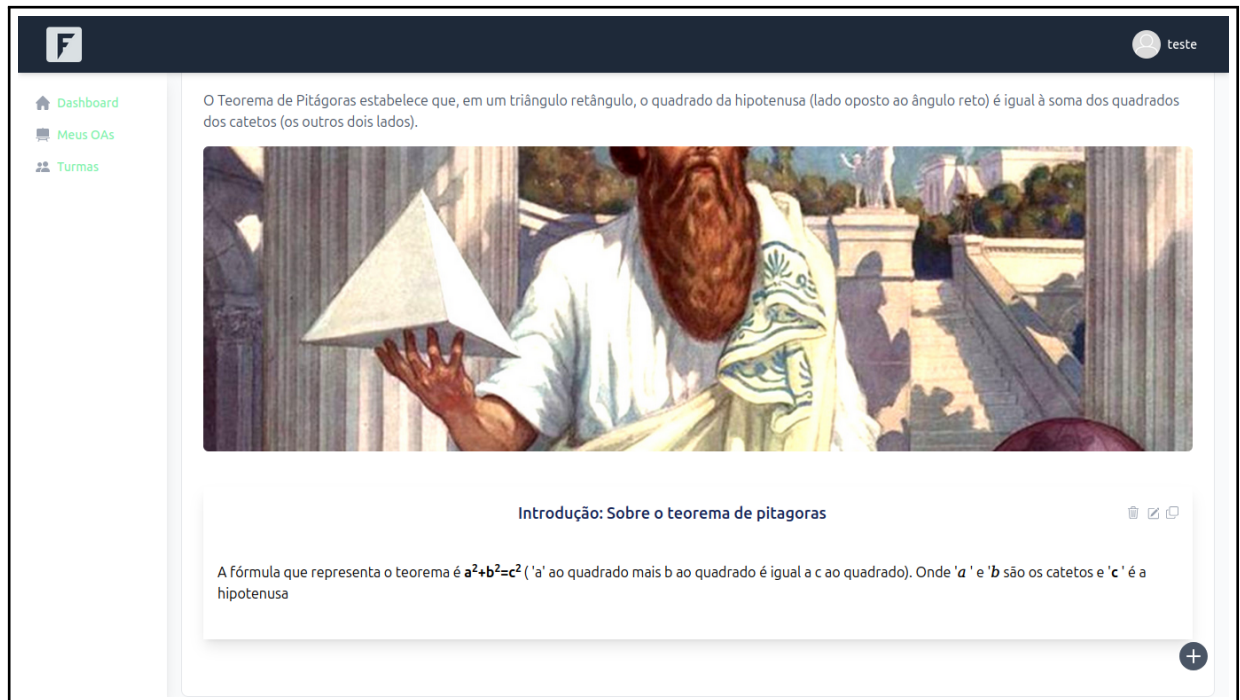 F
teste
Dashboard
Meus OAs
Turmas
O Teorema de Pitágoras estabelece que, em um triângulo retângulo, o quadrado da hipotenusa (lado oposto ao ângulo reto) é igual à soma dos quadrados
dos catetos (os outros dois lados).
Introdução: Sobre o teorema de pitagoras
A fórmula que representa o teorema é a²+b²=c² ( 'a' ao quadrado mais b ao quadrado é igual a c ao quadrado). Onde 'a ' e 'b são os catetos e 'c ' é a
hipotenusa